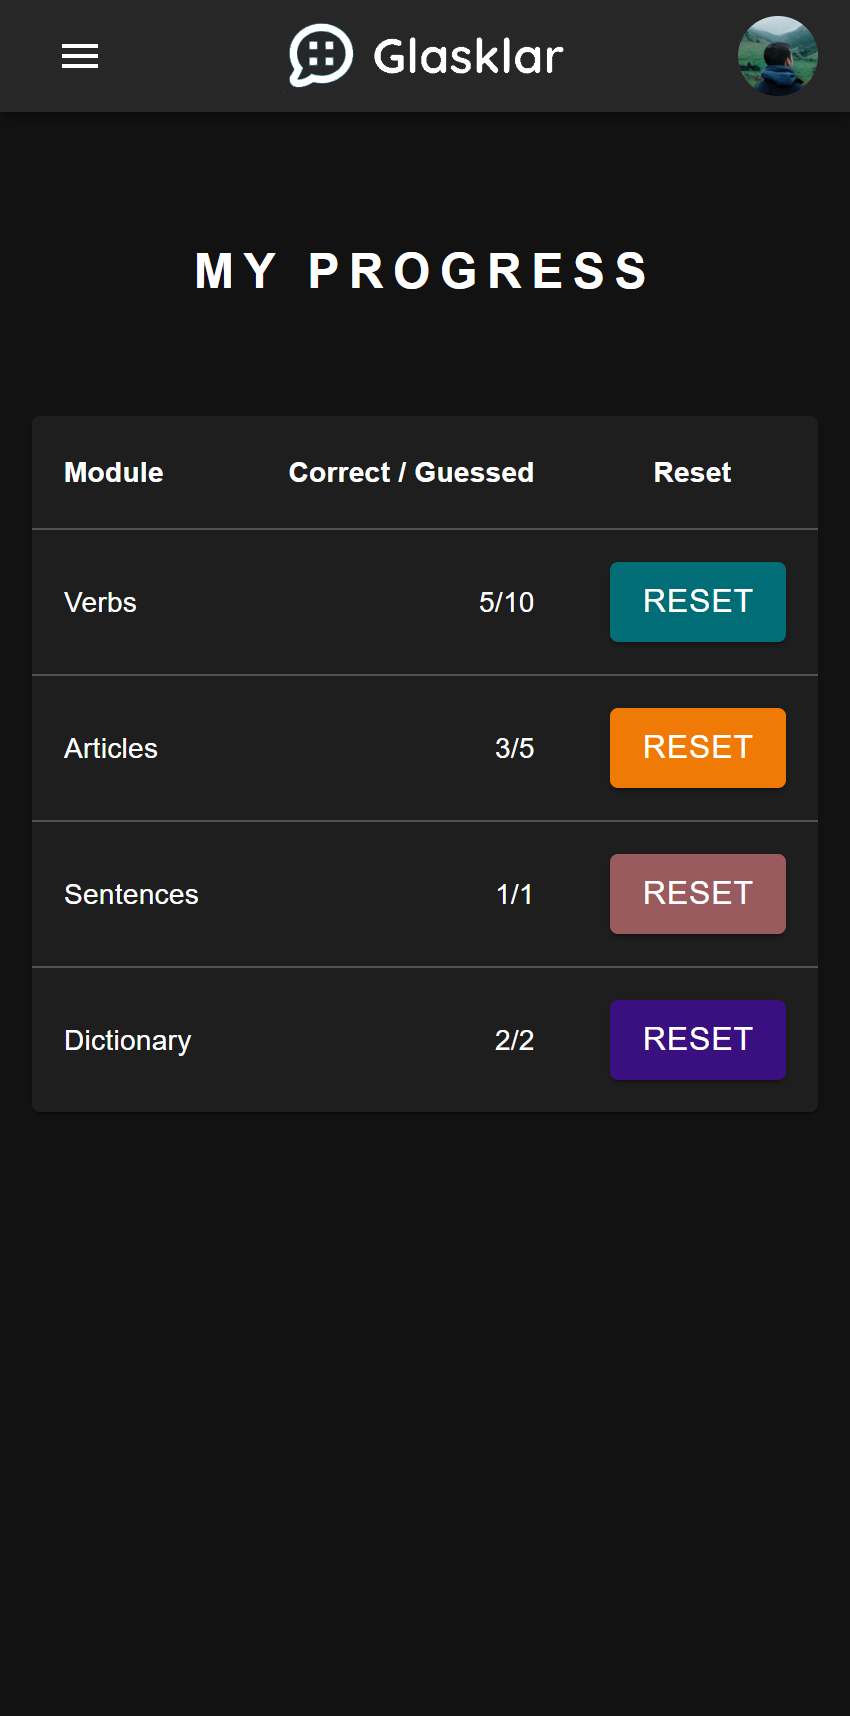 Glasklar
MY PROGRESS
Module Correct / Guessed Reset
Verbs 5/10 RESET
Articles 3/5 RESET
Sentences 1/1 RESET
Dictionary 2/2 RESET